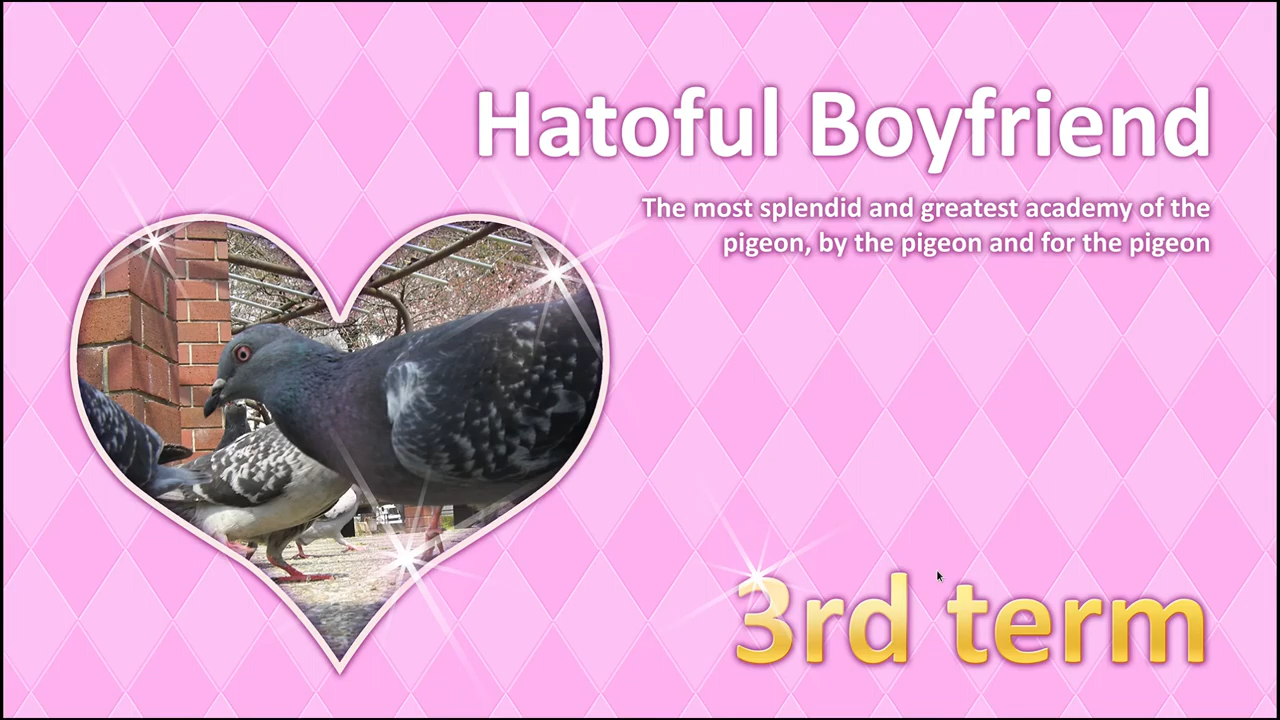 Hatoful Boyfriend
The most splendid and greatest academy of the
pigeon, by the pigeon and for the pigeon
3rd term